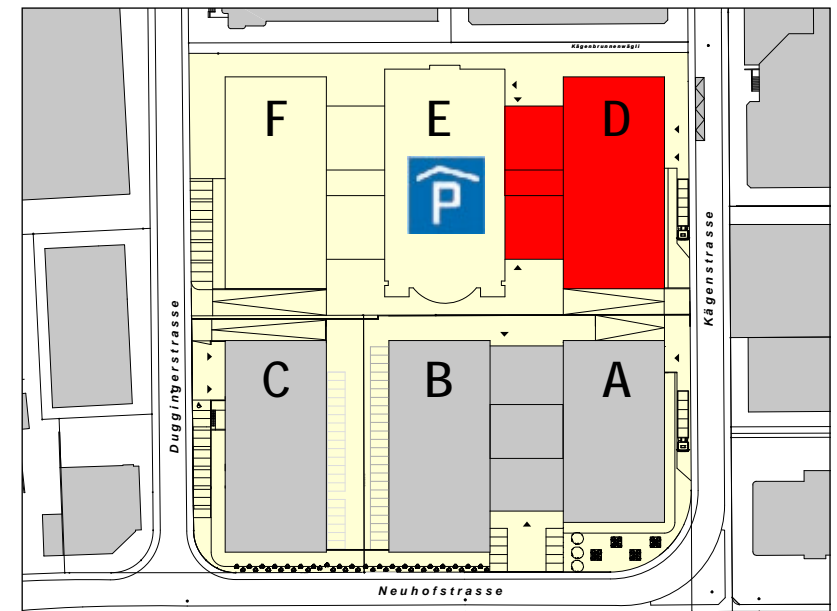 Kägenbrunnenwägli
F
E
D
P
Kägenstrasse
Duggingerstrasse
C
B
A
Neuhofstrasse